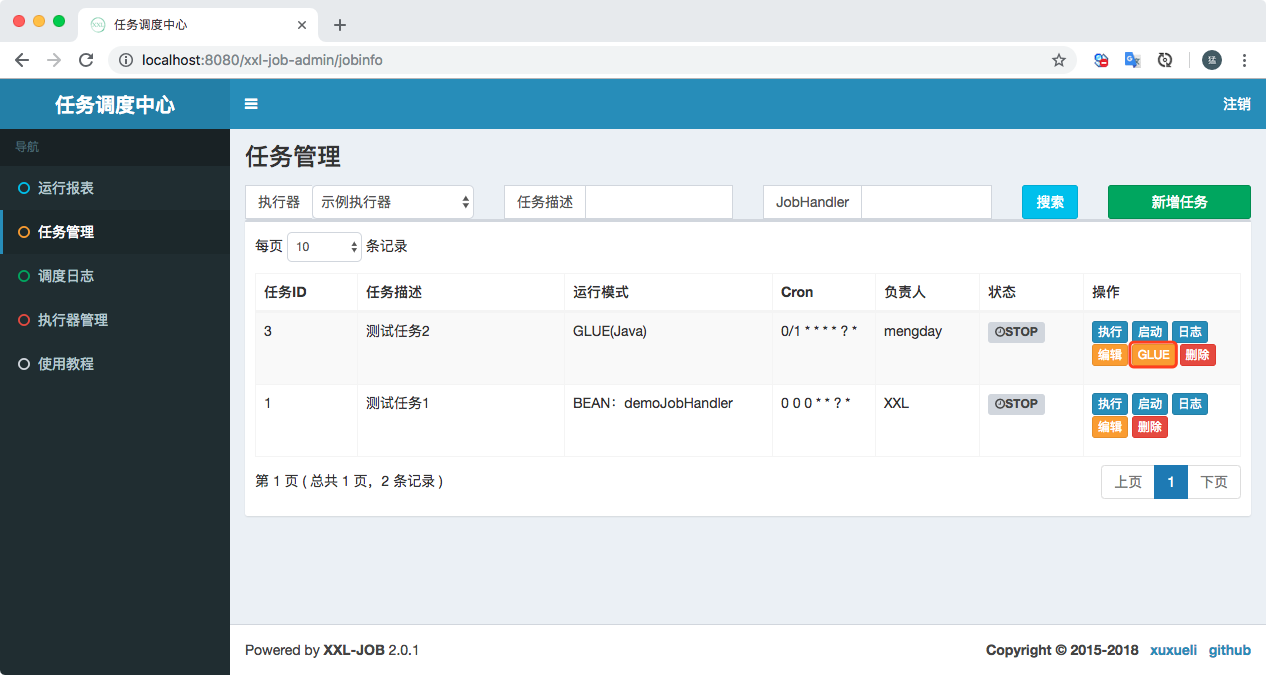 任务调度中心
localhost:8080/xxl-job-admin/jobinfo
猛
任务调度中心
注销
导航
运行报表
任务管理
调度日志
执行器管理
使用教程
任务管理
执行器 示例执行器 任务描述 JobHandler 搜索 新增任务
每页 10 条记录
任务ID 任务描述 运行模式 Cron 负责人 状态 操作
3 测试任务2 GLUE(Java) 0/1 * * * * ? * mengday STOP 执行 启动 日志
编辑 GLUE 删除
1 测试任务1 BEAN：demoJobHandler 0 0 0 * * ? * XXL STOP 执行 启动 日志
编辑 删除
第 1 页 ( 总共 1 页，2 条记录 ) 上页 1 下页
Powered by XXL-JOB 2.0.1 Copyright © 2015-2018 xuxueli github